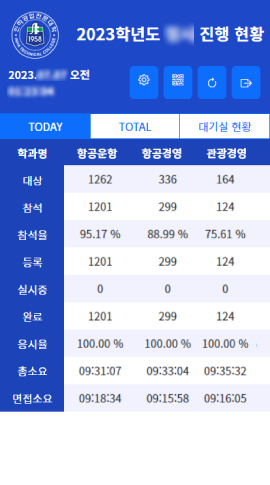 1958
2023학년도 진행 현황
2023. 오전
TODAY TOTAL 대기실 현황
학과명 항공운항 항공경영 관광경영
대상 1262 336 164
참석 1201 299 124
참석율 95.17 % 88.99 % 75.61 %
등록 1201 299 124
실시중 0 0 0
완료 1201 299 124
응시율 100.00 % 100.00 % 100.00 %
총소요 09:31:07 09:33:04 09:35:32
면접소요 09:18:34 09:15:58 09:16:05